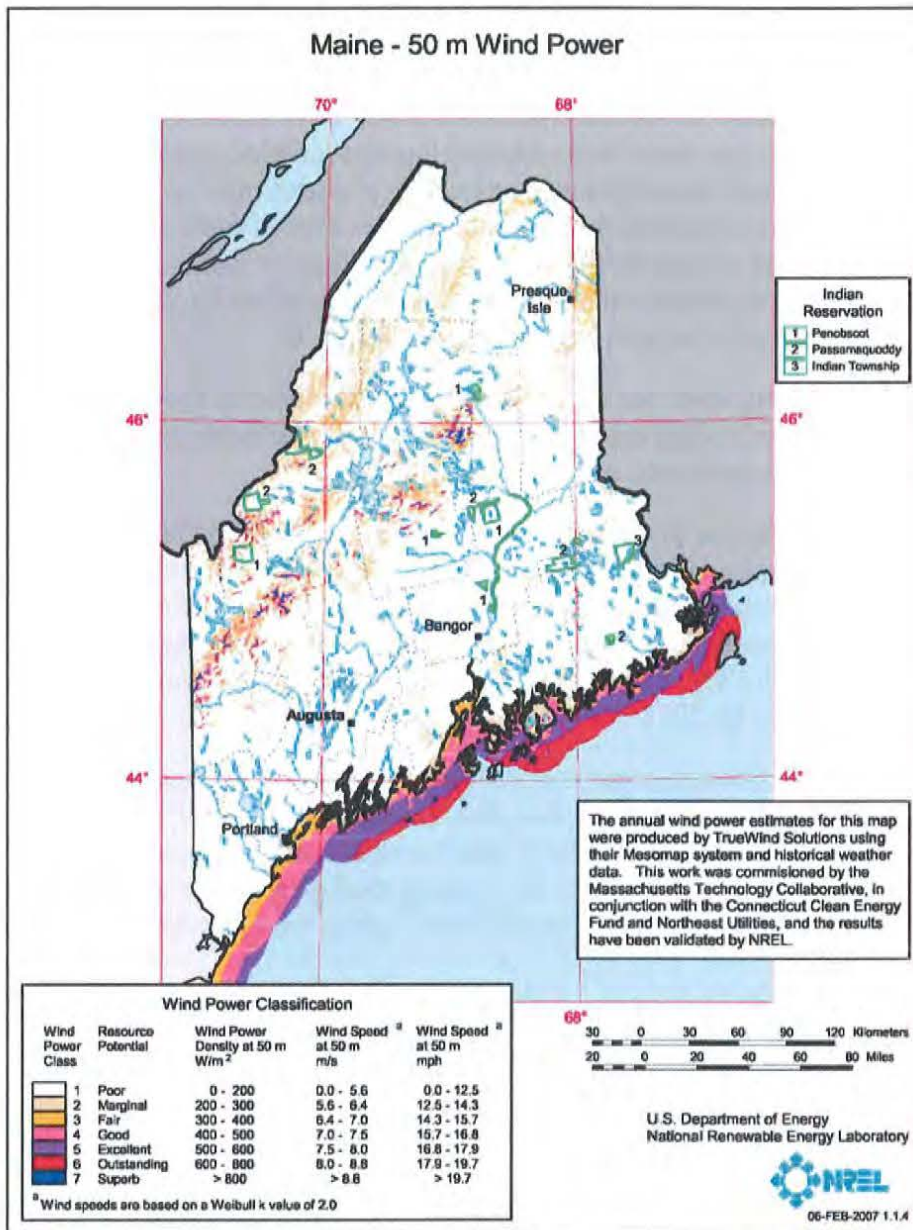 Maine - 50 m Wind Power
70°
68°
Presque
Isle
Indian
Reservation
1 Penobscot
2 Passamaquoddy
3 Indian Township
46°
46°
1
2
2
2
1
1
1
2
3
1
Bangor
2
Augusta
44°
44°
Portland
The annual wind power estimates for this map
were produced by TrueWind Solutions using
their Mesomap system and historical weather
data. This work was commisioned by the
Massachusetts Technology Collaborative, in
conjunction with the Connecticut Clean Energy
Fund and Northeast Utilities, and the results
have been validated by NREL.
68°
Wind Power Classification
Wind Power Class Resource Potential Wind Power Density at 50 m W/m² Wind Speed a at 50 m m/s Wind Speed a at 50 m mph
1 Poor 0 - 200 0.0 - 5.6 0.0 - 12.5
2 Marginal 200 - 300 5.6 - 6.4 12.5 - 14.3
3 Fair 300 - 400 6.4 - 7.0 14.3 - 15.7
4 Good 400 - 500 7.0 - 7.5 15.7 - 16.8
5 Excellent 500 - 600 7.5 - 8.0 16.8 - 17.9
6 Outstanding 600 - 800 8.0 - 8.8 17.9 - 19.7
7 Superb > 800 > 8.8 > 19.7
a Wind speeds are based on a Weibull k value of 2.0
30 0 30 60 90 120 Kilometers
20 0 20 40 60 80 Miles
U.S. Department of Energy
National Renewable Energy Laboratory
NREL
06-FEB-2007 1.1.4